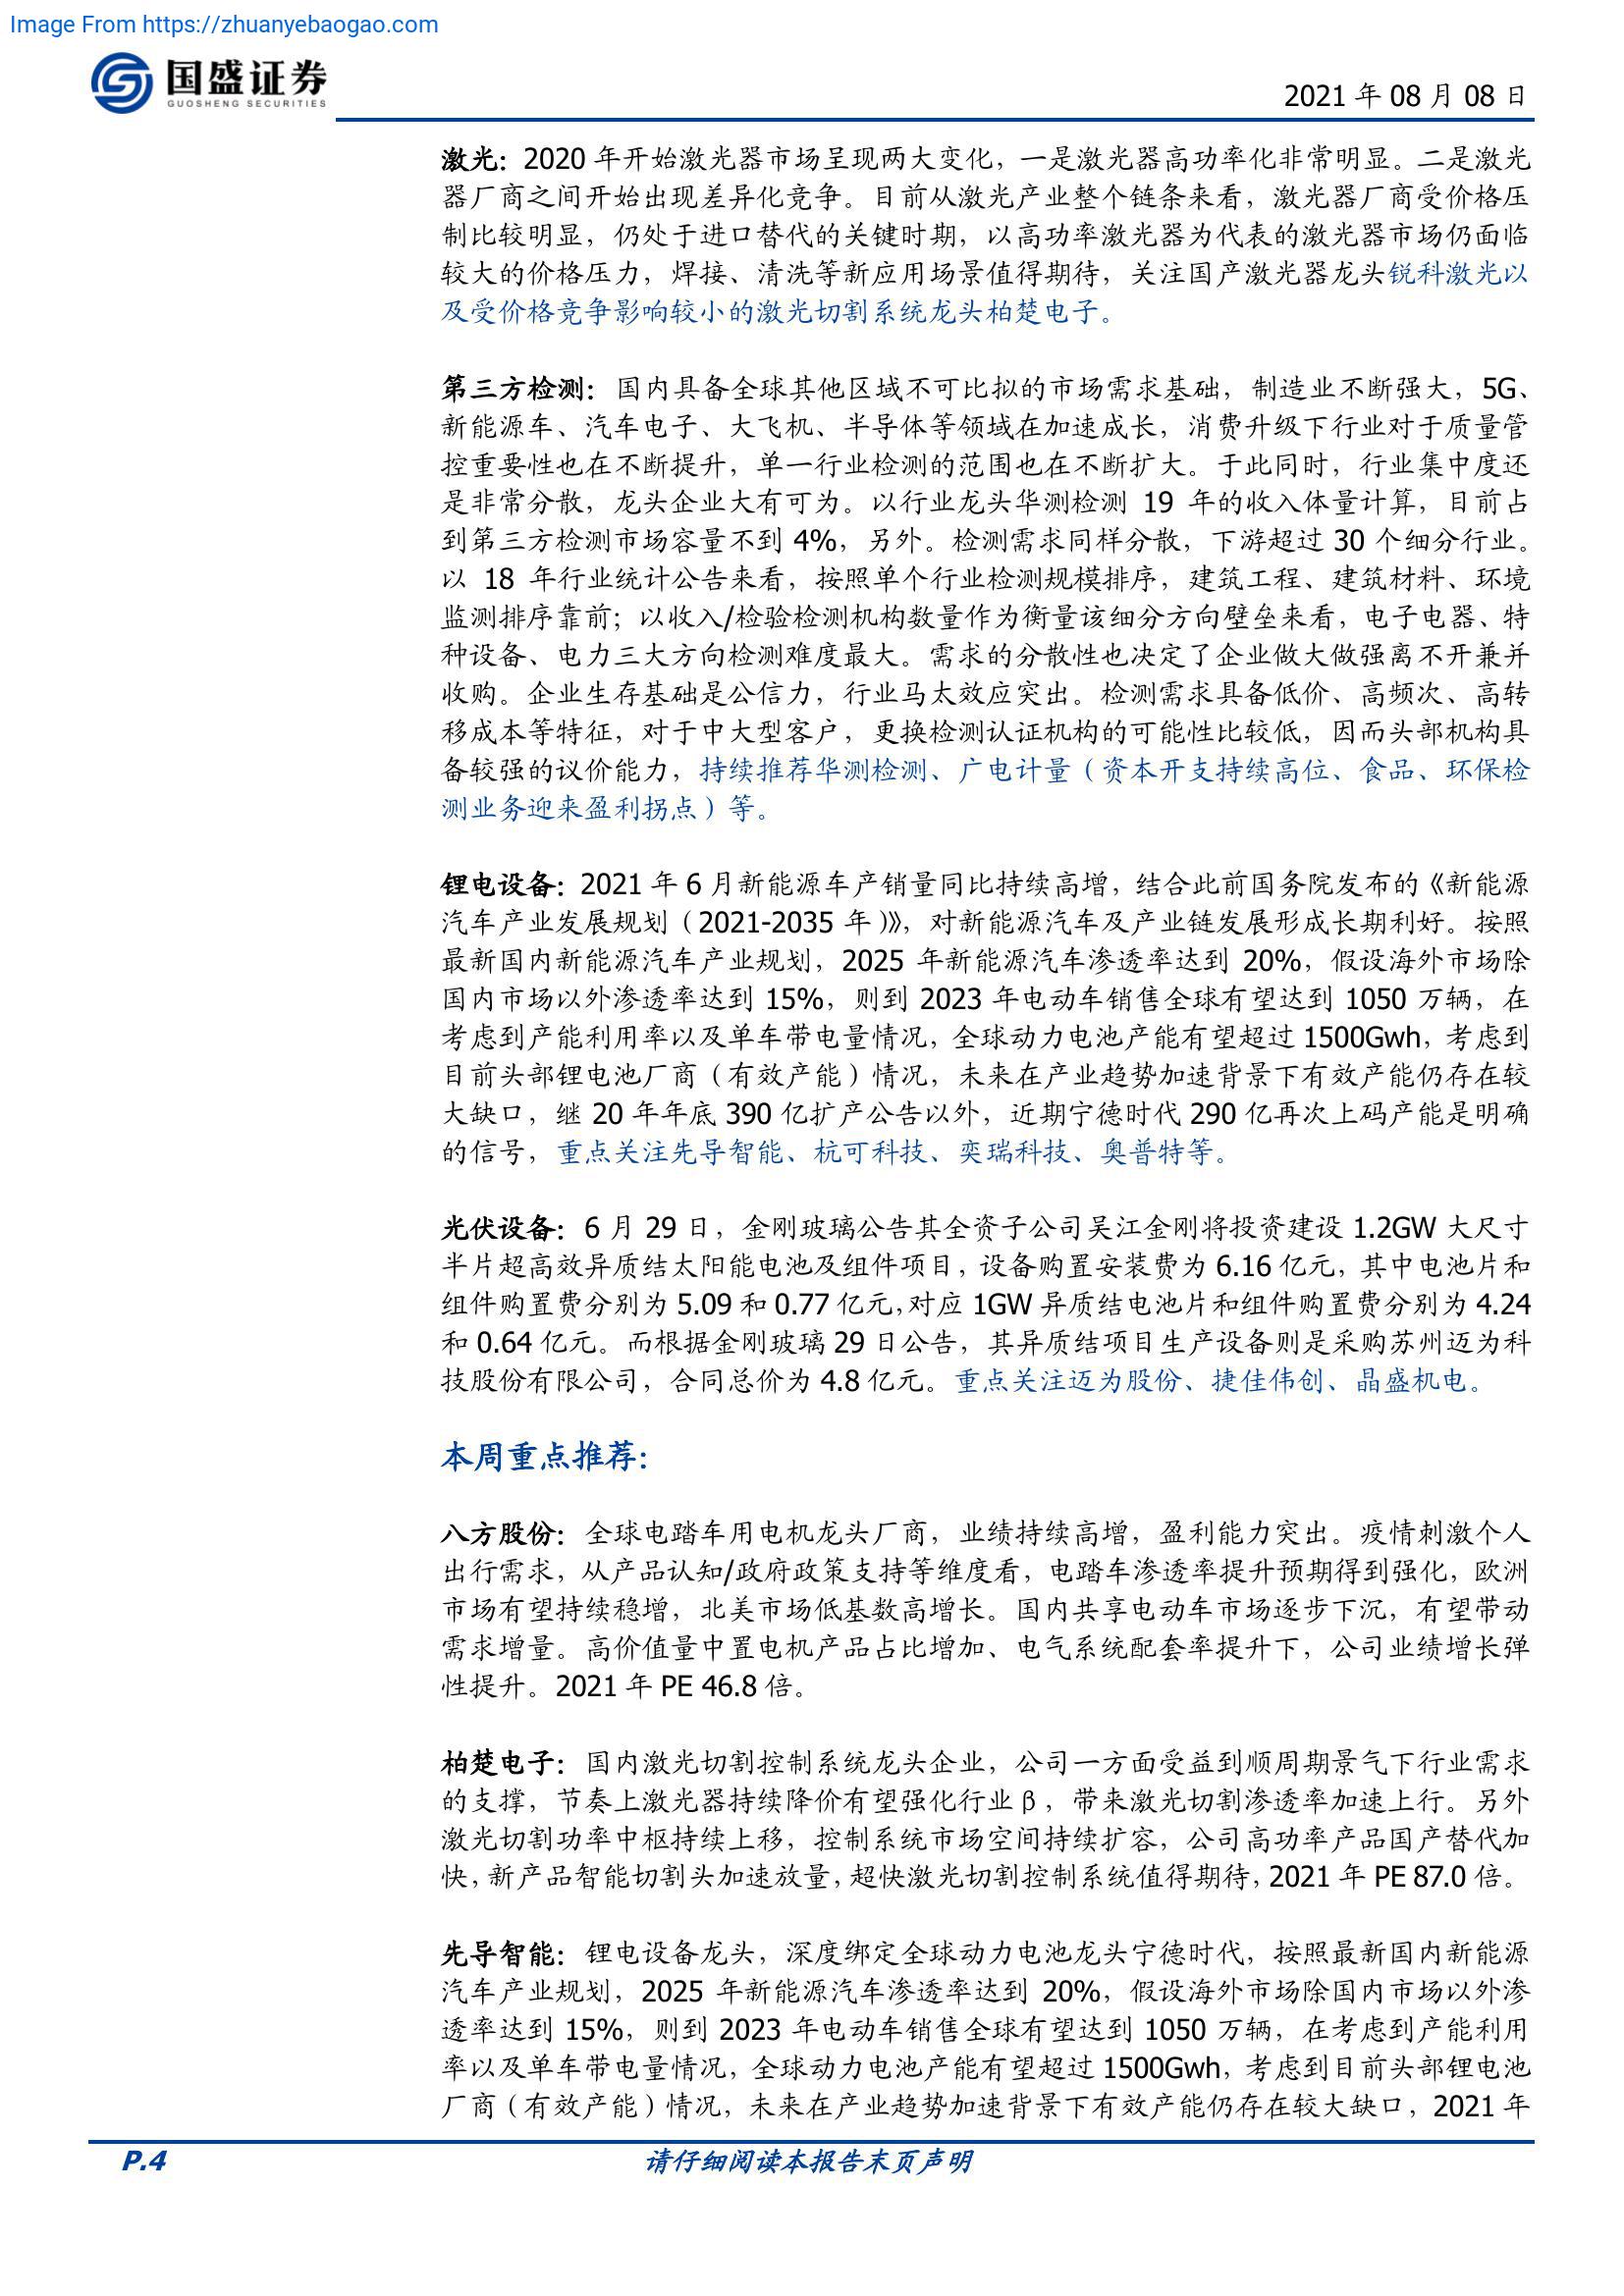 Image From https://zhuanyebaogao.com
国盛证券
GUOSHENG SECURITIES
2021 年 08 月 08 日
激光：2020 年开始激光器市场呈现两大变化，一是激光器高功率化非常明显。二是激光
器厂商之间开始出现差异化竞争。目前从激光产业整个链条来看，激光器厂商受价格压
制比较明显，仍处于进口替代的关键时期，以高功率激光器为代表的激光器市场仍面临
较大的价格压力，焊接、清洗等新应用场景值得期待，关注国产激光器龙头锐科激光以
及受价格竞争影响较小的激光切割系统龙头柏楚电子。
第三方检测：国内具备全球其他区域不可比拟的市场需求基础，制造业不断强大，5G、
新能源车、汽车电子、大飞机、半导体等领域在加速成长，消费升级下行业对于质量管
控重要性也在不断提升，单一行业检测的范围也在不断扩大。于此同时，行业集中度还
是非常分散，龙头企业大有可为。以行业龙头华测检测 19 年的收入体量计算，目前占
到第三方检测市场容量不到 4%，另外。检测需求同样分散，下游超过 30 个细分行业。
以 18 年行业统计公告来看，按照单个行业检测规模排序，建筑工程、建筑材料、环境
监测排序靠前；以收入/检验检测机构数量作为衡量该细分方向壁垒来看，电子电器、特
种设备、电力三大方向检测难度最大。需求的分散性也决定了企业做大做强离不开兼并
收购。企业生存基础是公信力，行业马太效应突出。检测需求具备低价、高频次、高转
移成本等特征，对于中大型客户，更换检测认证机构的可能性比较低，因而头部机构具
备较强的议价能力，持续推荐华测检测、广电计量（资本开支持续高位、食品、环保检
测业务迎来盈利拐点）等。
锂电设备：2021 年 6 月新能源车产销量同比持续高增，结合此前国务院发布的《新能源
汽车产业发展规划（2021-2035 年）》，对新能源汽车及产业链发展形成长期利好。按照
最新国内新能源汽车产业规划，2025 年新能源汽车渗透率达到 20%，假设海外市场除
国内市场以外渗透率达到 15%，则到 2023 年电动车销售全球有望达到 1050 万辆，在
考虑到产能利用率以及单车带电量情况，全球动力电池产能有望超过 1500Gwh，考虑到
目前头部锂电池厂商（有效产能）情况，未来在产业趋势加速背景下有效产能仍存在较
大缺口，继 20 年年底 390 亿扩产公告以外，近期宁德时代 290 亿再次上码产能是明确
的信号，重点关注先导智能、杭可科技、奕瑞科技、奥普特等。
光伏设备：6 月 29 日，金刚玻璃公告其全资子公司吴江金刚将投资建设 1.2GW 大尺寸
半片超高效异质结太阳能电池及组件项目，设备购置安装费为 6.16 亿元，其中电池片和
组件购置费分别为 5.09 和 0.77 亿元，对应 1GW 异质结电池片和组件购置费分别为 4.24
和 0.64 亿元。而根据金刚玻璃 29 日公告，其异质结项目生产设备则是采购苏州迈为科
技股份有限公司，合同总价为 4.8 亿元。重点关注迈为股份、捷佳伟创、晶盛机电。
本周重点推荐：
八方股份：全球电踏车用电机龙头厂商，业绩持续高增，盈利能力突出。疫情刺激个人
出行需求，从产品认知/政府政策支持等维度看，电踏车渗透率提升预期得到强化，欧洲
市场有望持续稳增，北美市场低基数高增长。国内共享电动车市场逐步下沉，有望带动
需求增量。高价值量中置电机产品占比增加、电气系统配套率提升下，公司业绩增长弹
性提升。2021 年 PE 46.8 倍。
柏楚电子：国内激光切割控制系统龙头企业，公司一方面受益到顺周期景气下行业需求
的支撑，节奏上激光器持续降价有望强化行业β，带来激光切割渗透率加速上行。另外
激光切割功率中枢持续上移，控制系统市场空间持续扩容，公司高功率产品国产替代加
快，新产品智能切割头加速放量，超快激光切割控制系统值得期待，2021 年 PE 87.0 倍。
先导智能：锂电设备龙头，深度绑定全球动力电池龙头宁德时代，按照最新国内新能源
汽车产业规划，2025 年新能源汽车渗透率达到 20%，假设海外市场除国内市场以外渗
透率达到 15%，则到 2023 年电动车销售全球有望达到 1050 万辆，在考虑到产能利用
率以及单车带电量情况，全球动力电池产能有望超过 1500Gwh，考虑到目前头部锂电池
厂商（有效产能）情况，未来在产业趋势加速背景下有效产能仍存在较大缺口，2021 年
P.4
请仔细阅读本报告末页声明